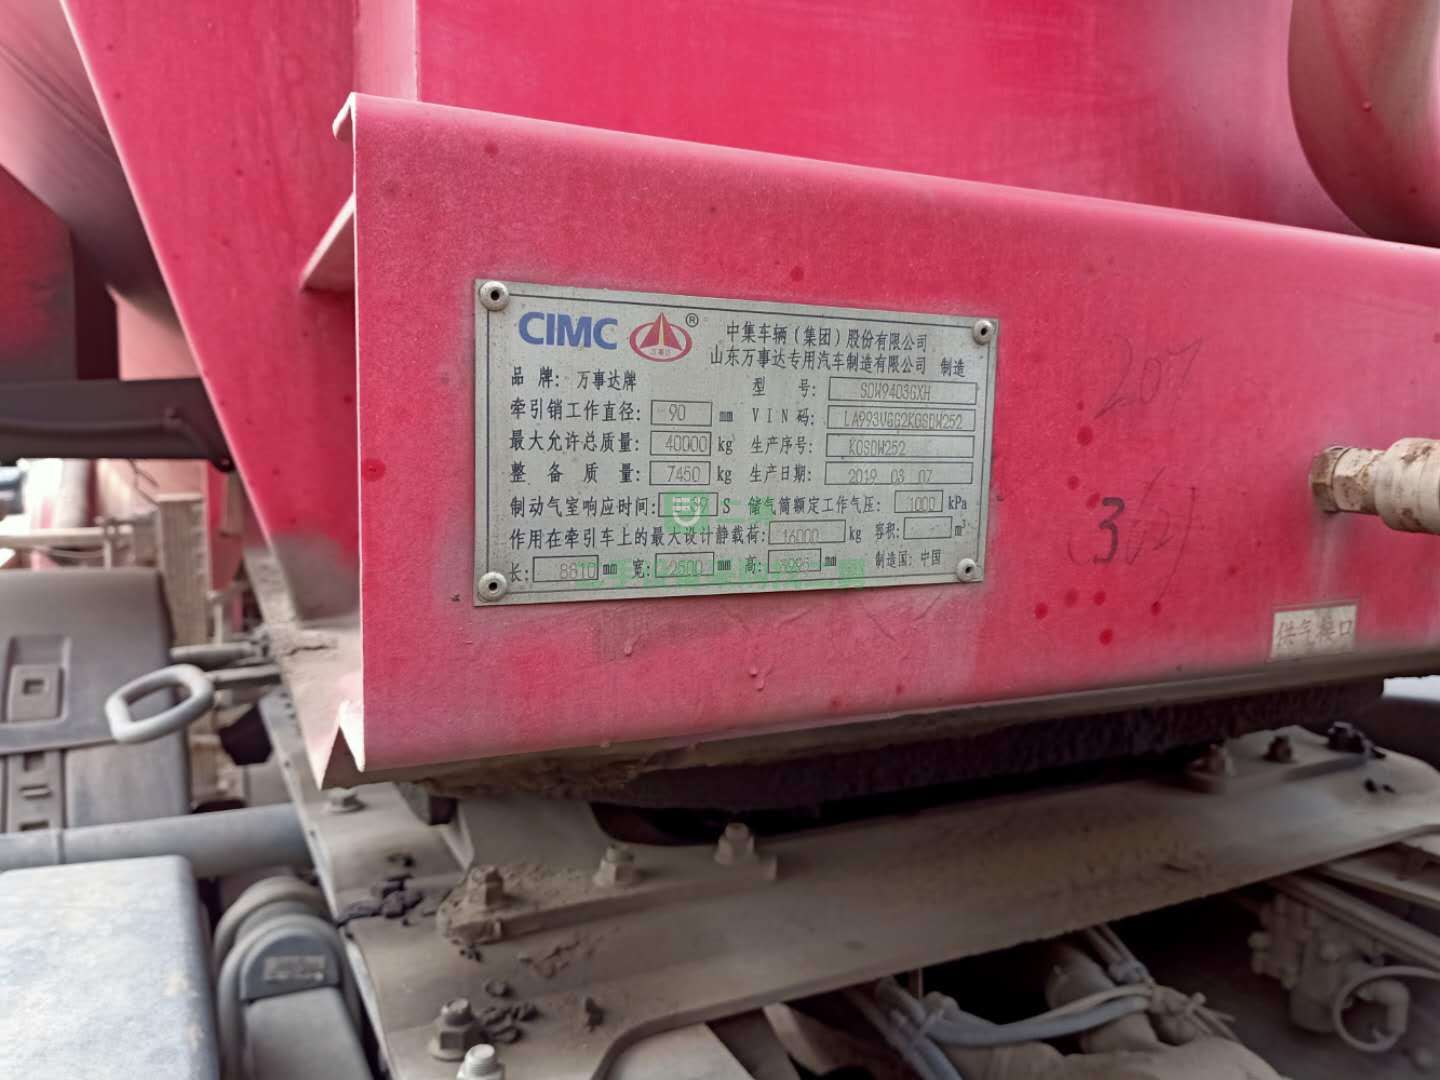 CIMC ® 中集车辆（集团）股份有限公司
万事达 山东万事达专用汽车制造有限公司 制造
品牌：万事达牌 型号：SDW9403GXH
牵引销工作直径：90 mm VIN码：LA993VGG2K0SDW252
最大允许总质量：40000 kg 生产序号：K0SDW252
整备质量：7450 kg 生产日期：2019 03 07
制动气室响应时间： S 储气筒额定工作气压：1000 kPa
作用在牵引车上的最大设计静载荷：16000 kg 容积： m³
长：8610 mm 宽：2500 mm 高： mm 制造国：中国
207
供气接口